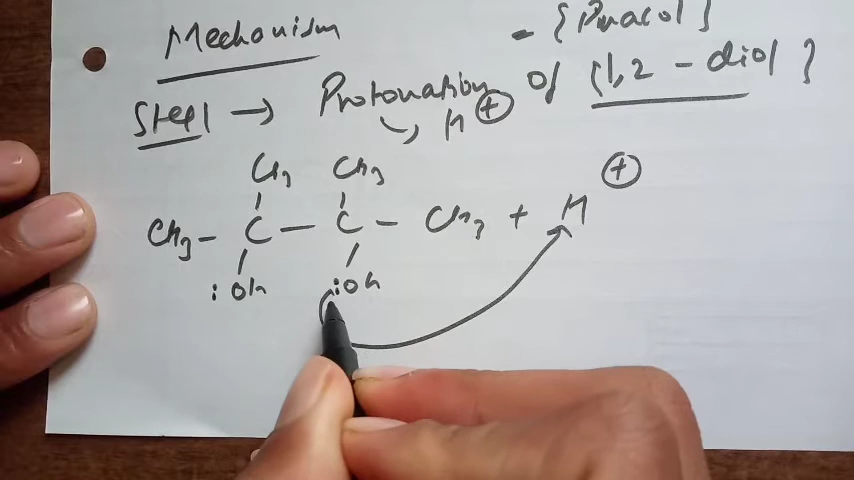 Mechanism - {Pinacol}
Step1 → Protonation of {1,2 - diol}
↳ H ⊕
CH3 CH3
CH3 - C - C - CH3 + H ⊕
: OH : OH